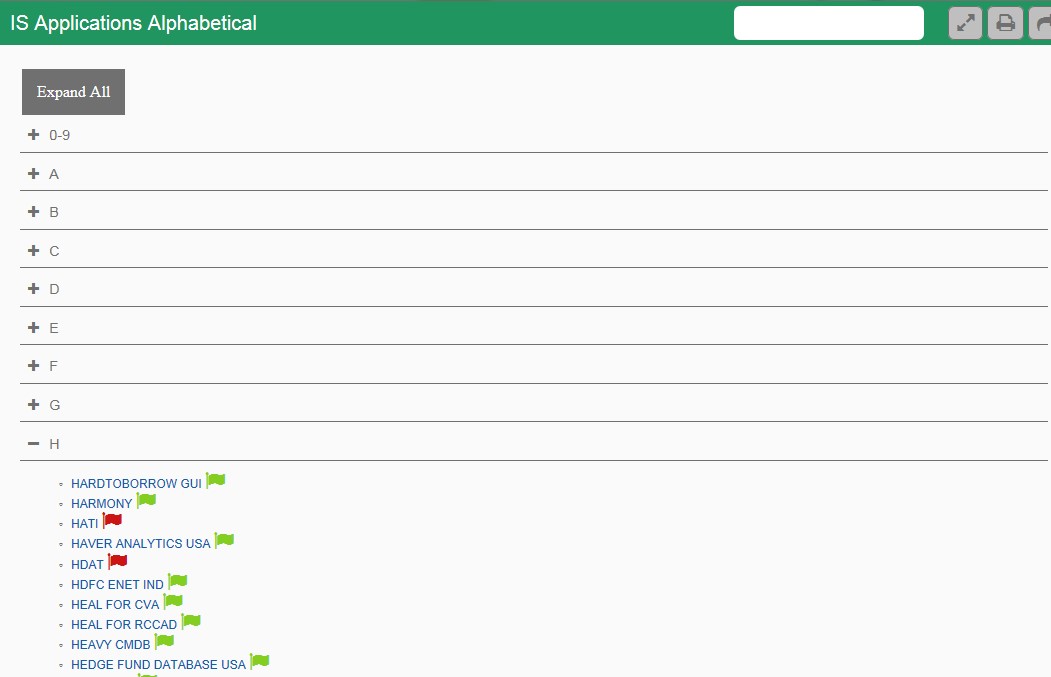 IS Applications Alphabetical
Expand All
0-9
A
B
C
D
E
F
G
H
HARDTOBORROW GUI
HARMONY
HATI
HAVER ANALYTICS USA
HDAT
HDFC ENET IND
HEAL FOR CVA
HEAL FOR RCCAD
HEAVY CMDB
HEDGE FUND DATABASE USA